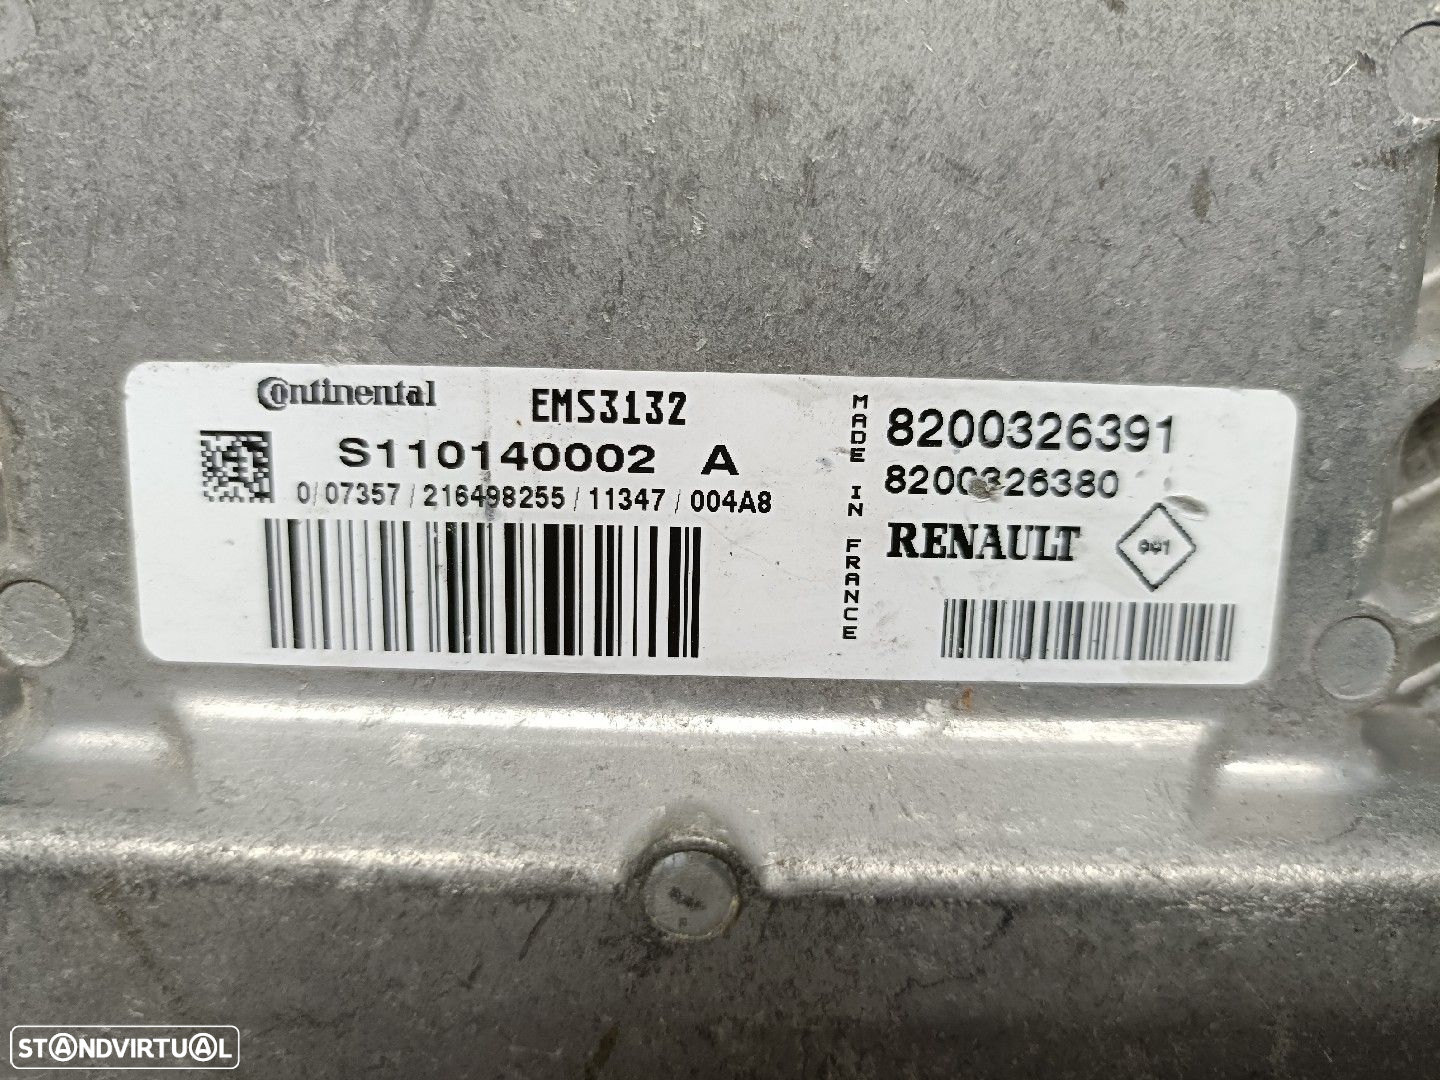 Continental
EMS3132
S110140002 A
0/07357/216498255/11347/004A8
MADE IN FRANCE
8200326391
8200326380
RENAULT
STANDVIRTUAL